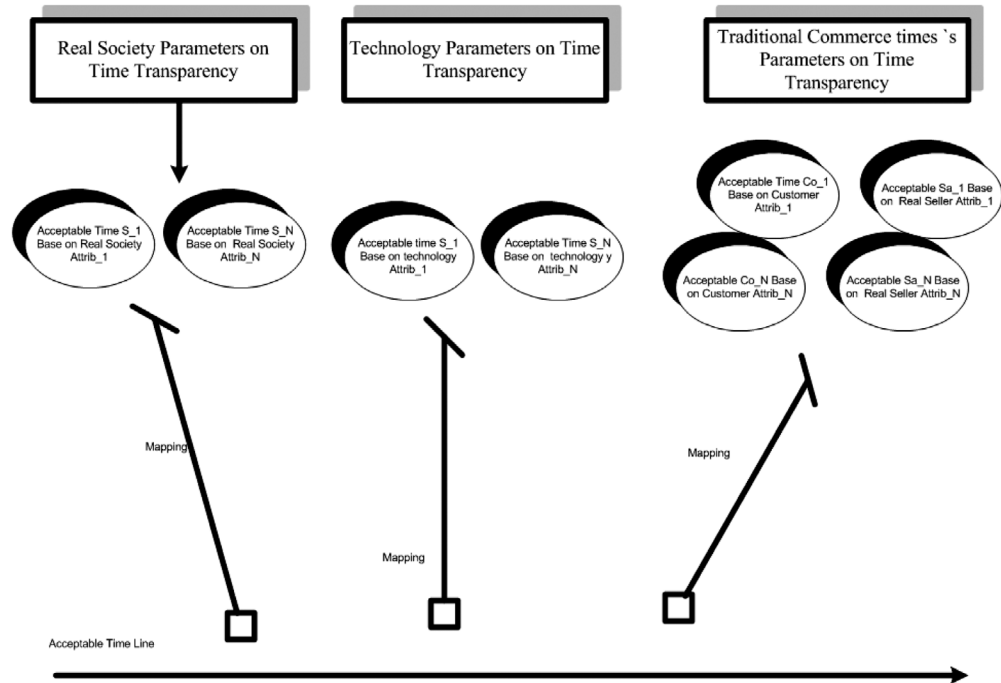 Real Society Parameters on
Time Transparency
Technology Parameters on Time
Transparency
Traditional Commerce times `s
Parameters on Time
Transparency
Acceptable Time S_1
Base on Real Society
Attrib_1
Acceptable Time S_N
Base on  Real Society
Attrib_N
Acceptable time S_1
Base on technology
Attrib_1
Acceptable Time S_N
Base on  technology y
Attrib_N
Acceptable Time Co_1
Base on Customer
Attrib_1
Acceptable Sa_1 Base
on  Real Seller Attrib_1
Acceptable Co_N Base
on Customer Attrib_N
Acceptable Sa_N Base
on  Real Seller Attrib_N
Mapping
Mapping
Mapping
Acceptable Time Line